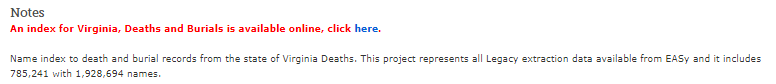 Notes
An index for Virginia, Deaths and Burials is available online, click here.
Name index to death and burial records from the state of Virginia Deaths. This project represents all Legacy extraction data available from EASy and it includes
785,241 with 1,928,694 names.